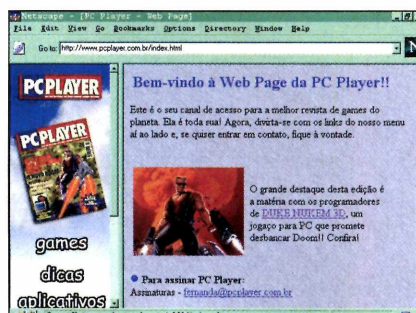 Netscape - [PC Player - Web Page]
File Edit View Go Bookmarks Options Directory Window Help
Go to: http://www.pcplayer.com.br/index.html
PCPLAYER
PCPLAYER
games
dicas
aplicativos
Bem-vindo à Web Page da PC Player!!
Este é o seu canal de acesso para a melhor revista de games do
planeta. Ela é toda sua! Agora, divirta-se com os links do nosso menu
aí ao lado e, se quiser entrar em contato, fique à vontade.
O grande destaque desta edição é
a matéria com os programadores
de DUKE NUKEM 3D, um
jogaço para PC que promete
desbancar Doom!! Confira!
Para assinar PC Player:
Assinaturas - fernanda@pcplayer.com.br